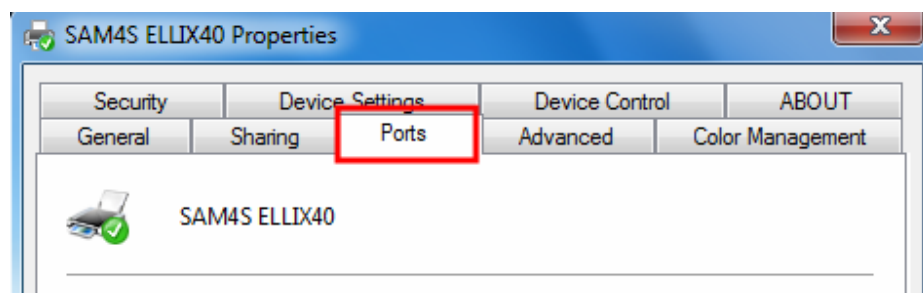 SAM4S ELLIX40 Properties
Security Device Settings Device Control ABOUT
General Sharing Ports Advanced Color Management
SAM4S ELLIX40